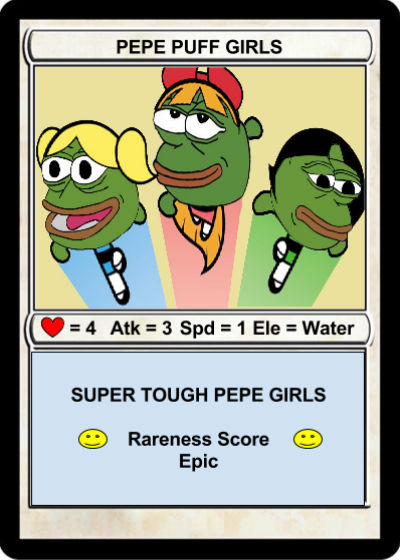 PEPE PUFF GIRLS
= 4 Atk = 3 Spd = 1 Ele = Water
SUPER TOUGH PEPE GIRLS
Rareness Score
Epic